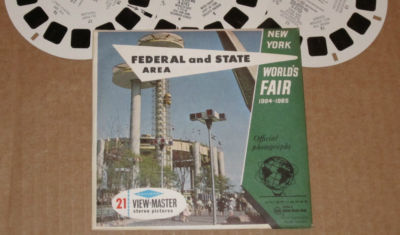 NEW
YORK
FEDERAL and STATE
AREA
WORLD'S
FAIR
1964-1965
Official
photographs
21
VIEW-MASTER
stereo pictures